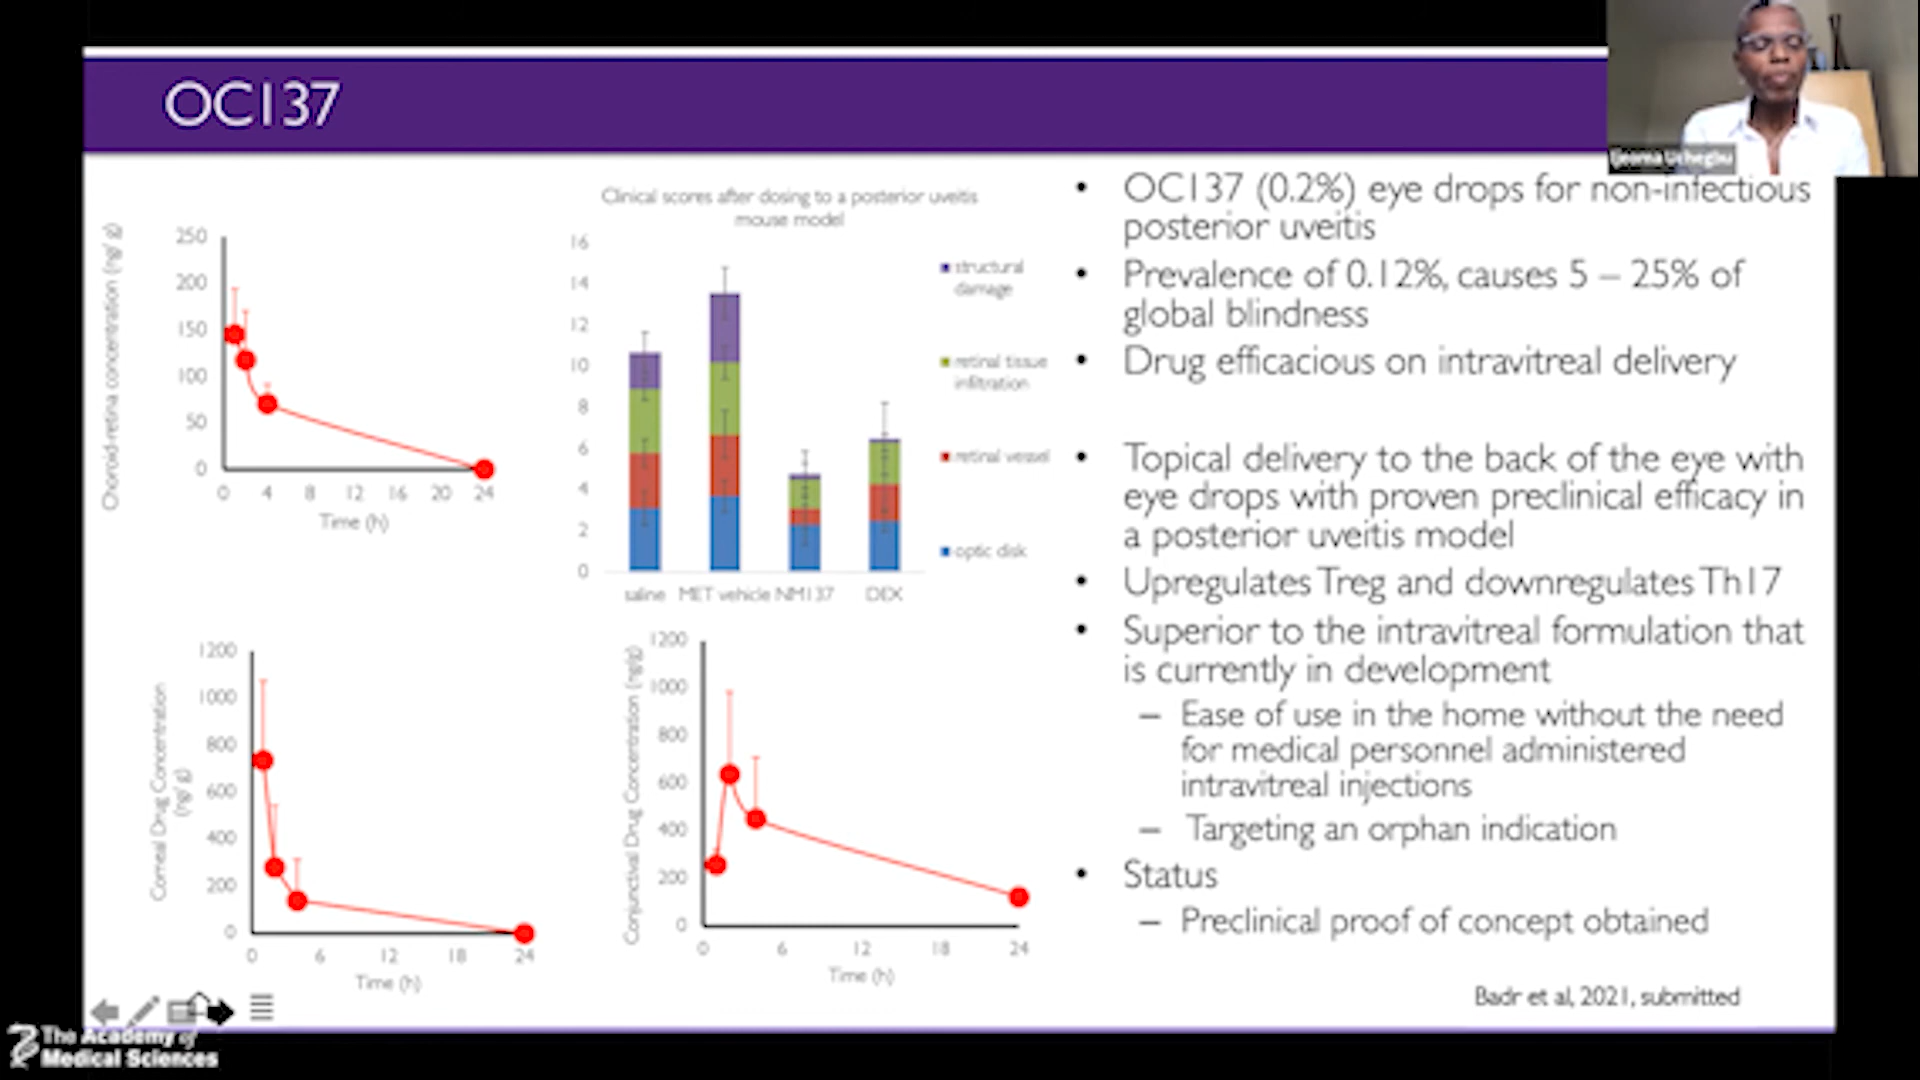 OC137
Ijeoma Uchegbu
Choroid-retina concentration (ng/ g)
250
200
150
100
50
0
0 4 8 12 16 20 24
Time (h)
Clinical scores after dosing to a posterior uveitis
mouse model
16
14
12
10
8
6
4
2
0
saline MET vehicle NM137 DEX
structural
damage
retinal tissue
infiltration
retinal vessel
optic disk
Corneal Drug Concentration
(ng/ g)
1200
1000
800
600
400
200
0
0 6 12 18 24
Time (h)
Conjunctival Drug Concentration (ng/g)
1200
1000
800
600
400
200
0
0 6 12 18 24
Time (h)
• OC137 (0.2%) eye drops for non-infectious
posterior uveitis
• Prevalence of 0.12%, causes 5 – 25% of
global blindness
• Drug efficacious on intravitreal delivery
• Topical delivery to the back of the eye with
eye drops with proven preclinical efficacy in
a posterior uveitis model
• Upregulates Treg and downregulates Th17
• Superior to the intravitreal formulation that
is currently in development
– Ease of use in the home without the need
for medical personnel administered
intravitreal injections
– Targeting an orphan indication
• Status
– Preclinical proof of concept obtained
Badr et al, 2021, submitted
The Academy of
Medical Sciences